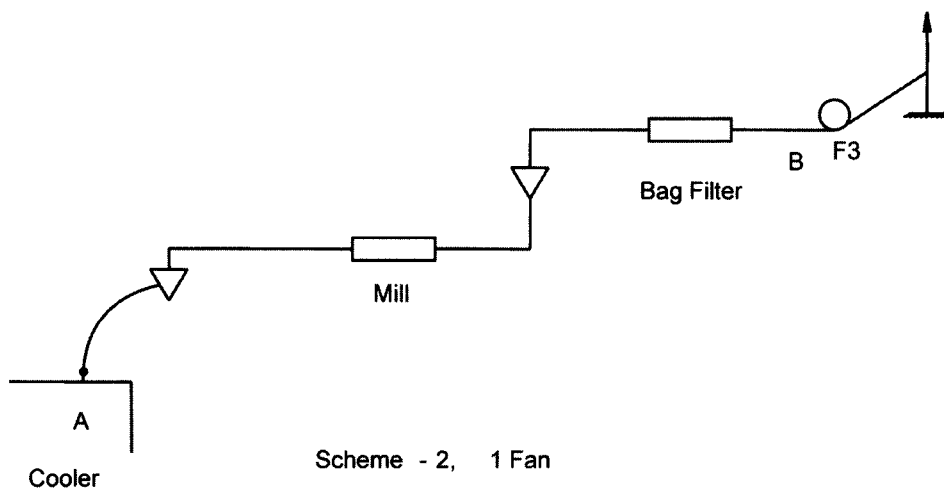 B
F3
Bag Filter
Mill
A
Cooler
Scheme - 2, 1 Fan